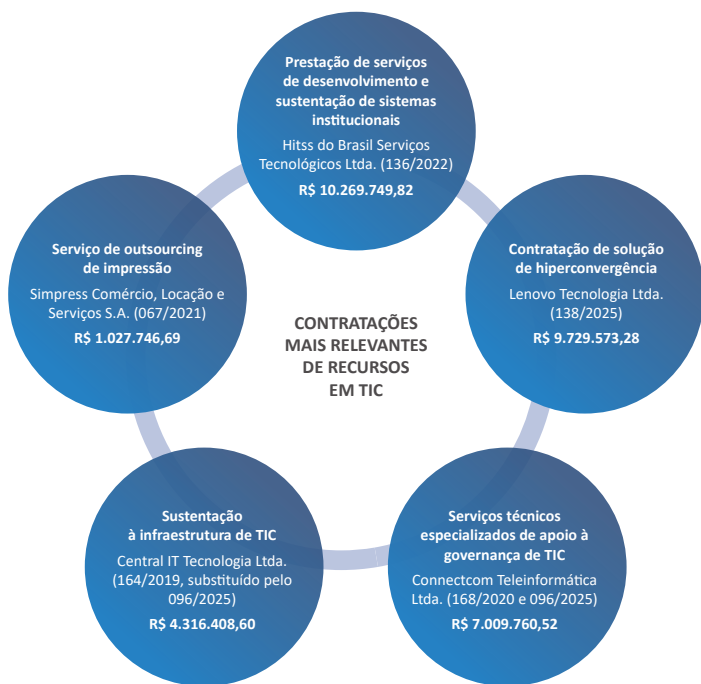 Prestação de serviços
de desenvolvimento e
sustentação de sistemas
institucionais
Hitss do Brasil Serviços
Tecnológicos Ltda. (136/2022)
R$ 10.269.749,82
Contratação de solução
de hiperconvergência
Lenovo Tecnologia Ltda.
(138/2025)
R$ 9.729.573,28
Serviços técnicos
especializados de apoio à
governança de TIC
Connectcom Teleinformática
Ltda. (168/2020 e 096/2025)
R$ 7.009.760,52
Sustentação
à infraestrutura de TIC
Central IT Tecnologia Ltda.
(164/2019, substituído pelo
096/2025)
R$ 4.316.408,60
Serviço de outsourcing
de impressão
Simpress Comércio, Locação e
Serviços S.A. (067/2021)
R$ 1.027.746,69
CONTRATAÇÕES
MAIS RELEVANTES
DE RECURSOS
EM TIC